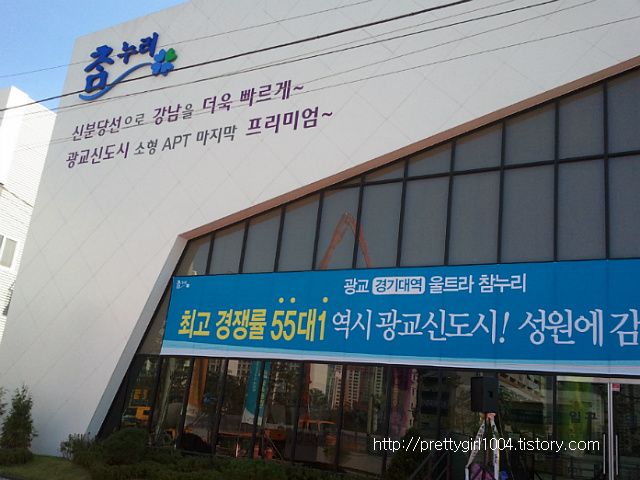 참누리
신분당선으로 강남을 더욱 빠르게~
광교신도시 소형 APT 마지막 프리미엄~
광교 경기대역 울트라 참누리
최고 경쟁률 55대1 역시 광교신도시! 성원에 감
입구
http://prettygirl1004.tistory.com